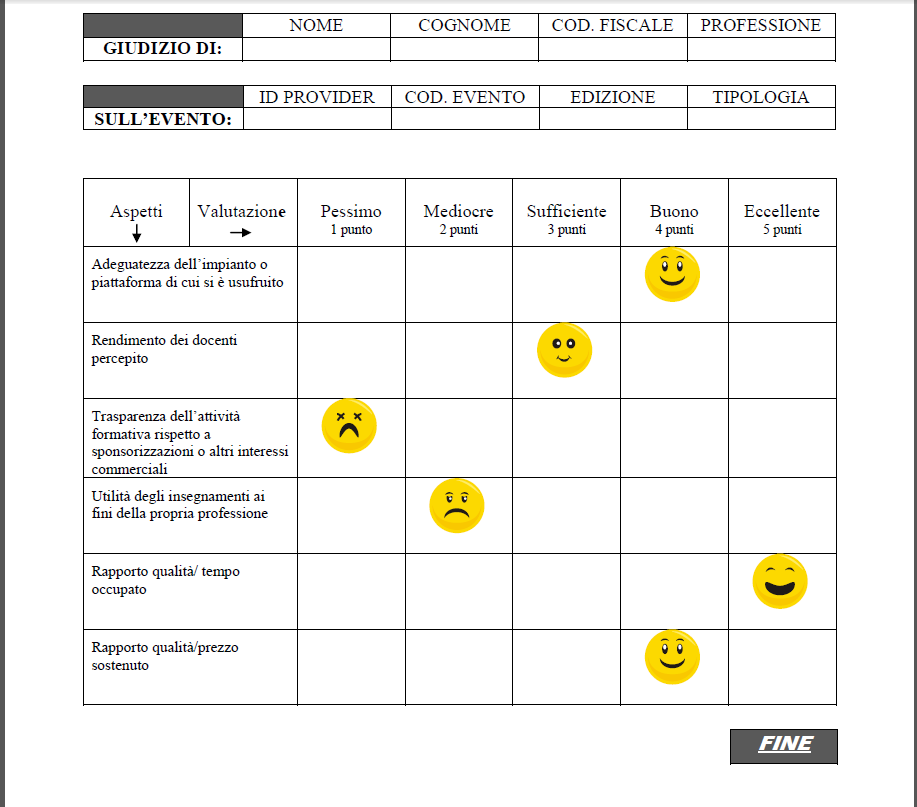 NOME COGNOME COD. FISCALE PROFESSIONE
GIUDIZIO DI:
ID PROVIDER COD. EVENTO EDIZIONE TIPOLOGIA
SULL’EVENTO:
Aspetti Valutazione Pessimo Mediocre Sufficiente Buono Eccellente
1 punto 2 punti 3 punti 4 punti 5 punti
Adeguatezza dell’impianto o
piattaforma di cui si è usufruito
Rendimento dei docenti
percepito
Trasparenza dell’attività
formativa rispetto a
sponsorizzazioni o altri interessi
commerciali
Utilità degli insegnamenti ai
fini della propria professione
Rapporto qualità/ tempo
occupato
Rapporto qualità/prezzo
sostenuto
FINE